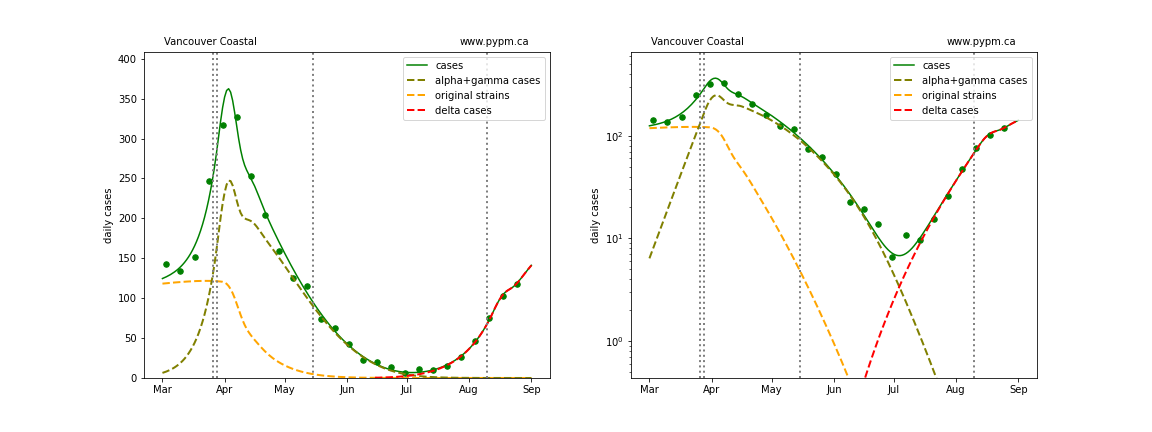 Vancouver Coastal www.pypm.ca
cases
alpha+gamma cases
original strains
delta cases
daily cases
400
350
300
250
200
150
100
50
0
Mar Apr May Jun Jul Aug Sep
Vancouver Coastal www.pypm.ca
cases
alpha+gamma cases
original strains
delta cases
daily cases
10²
10¹
10⁰
Mar Apr May Jun Jul Aug Sep